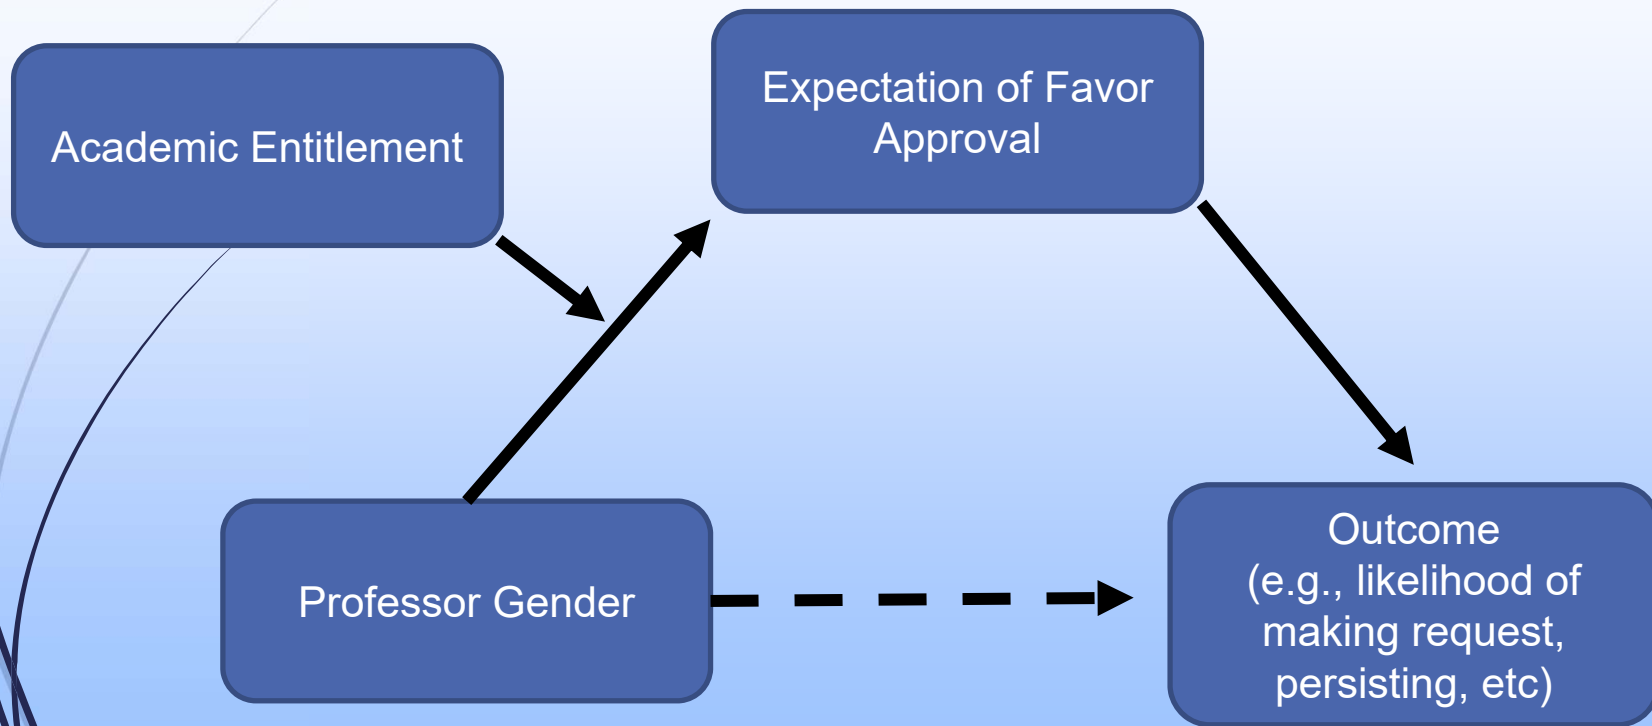 Academic Entitlement
Expectation of Favor
Approval
Professor Gender
Outcome
(e.g., likelihood of
making request,
persisting, etc)